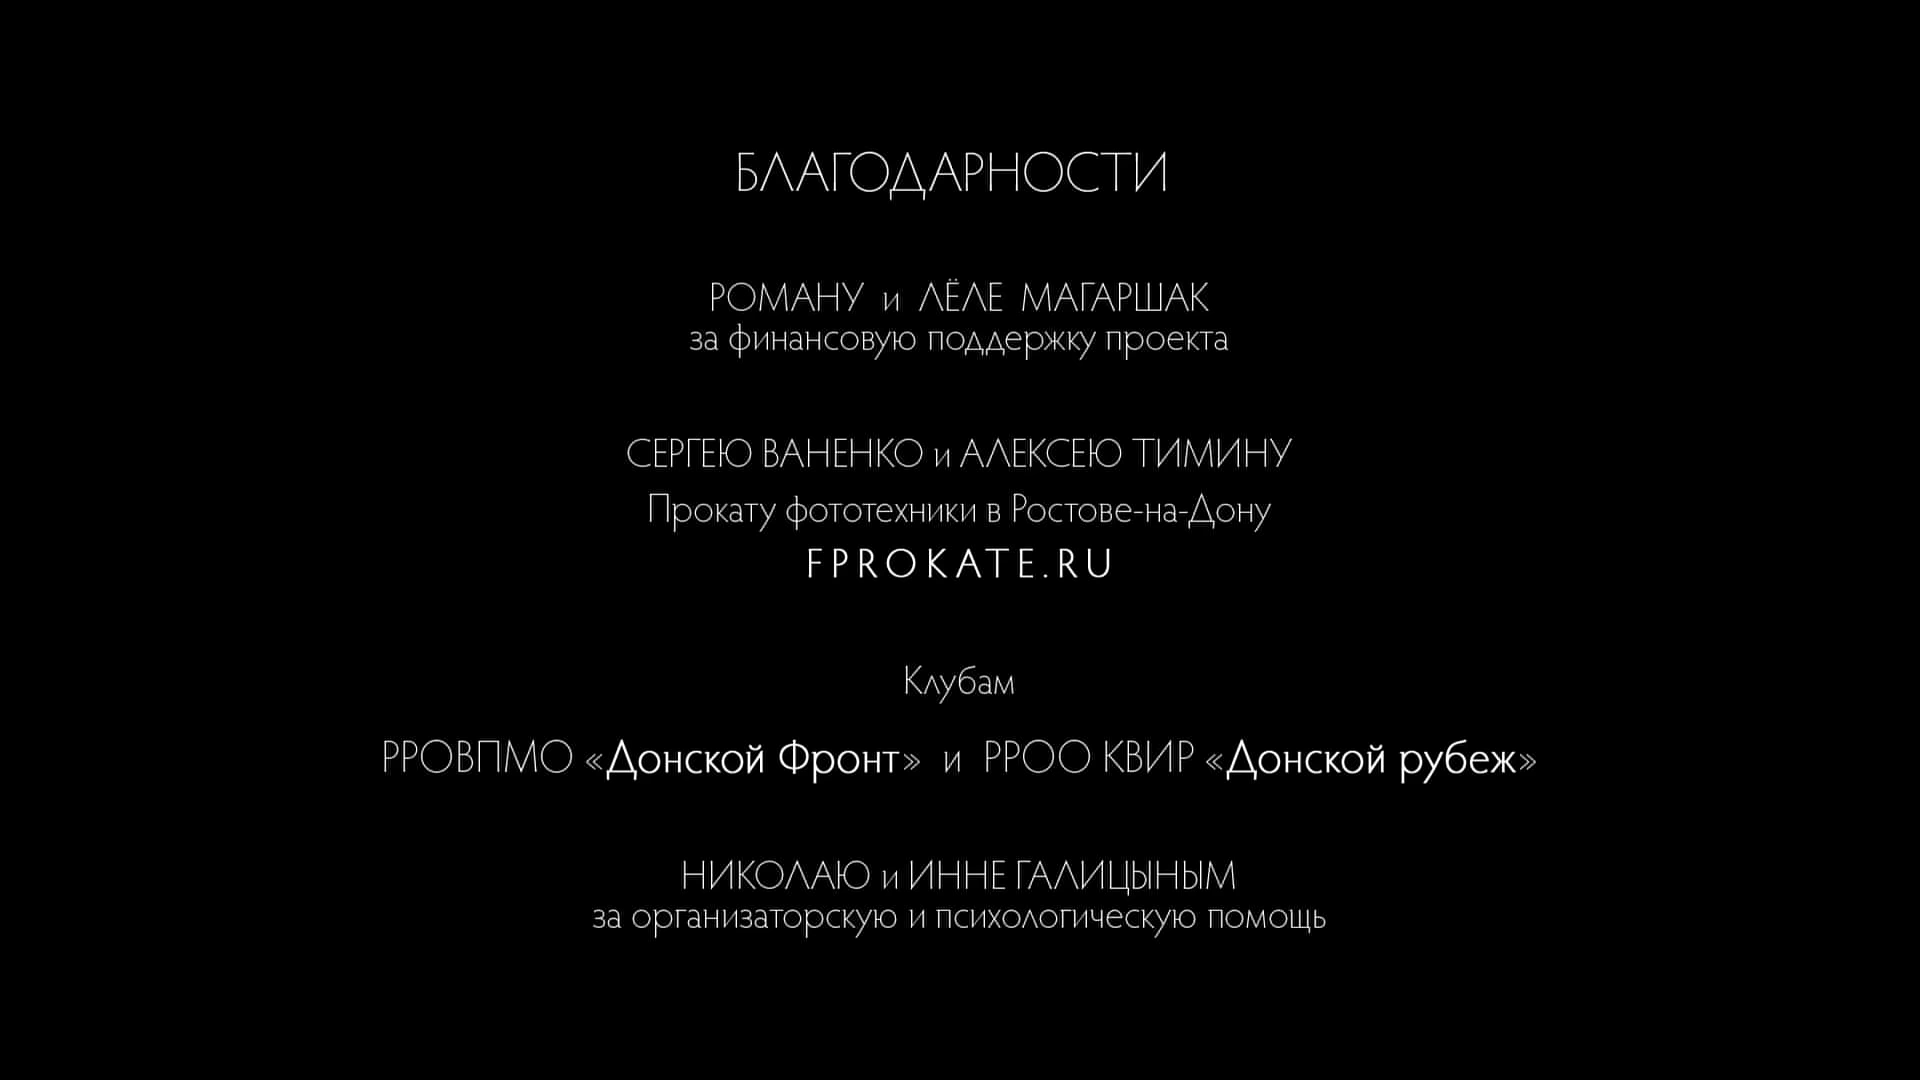 БЛАГОДАРНОСТИ
РОМАНУ и ЛЁЛЕ МАГАРШАК
за финансовую поддержку проекта
СЕРГЕЮ ВАНЕНКО и АЛЕКСЕЮ ТИМИНУ
Прокату фототехники в Ростове-на-Дону
FPROKATE.RU
Клубам
РРОВПМО «Донской Фронт» и РРОО КВИР «Донской рубеж»
НИКОЛАЮ и ИННЕ ГАЛИЦЫНЫМ
за организаторскую и психологическую помощь